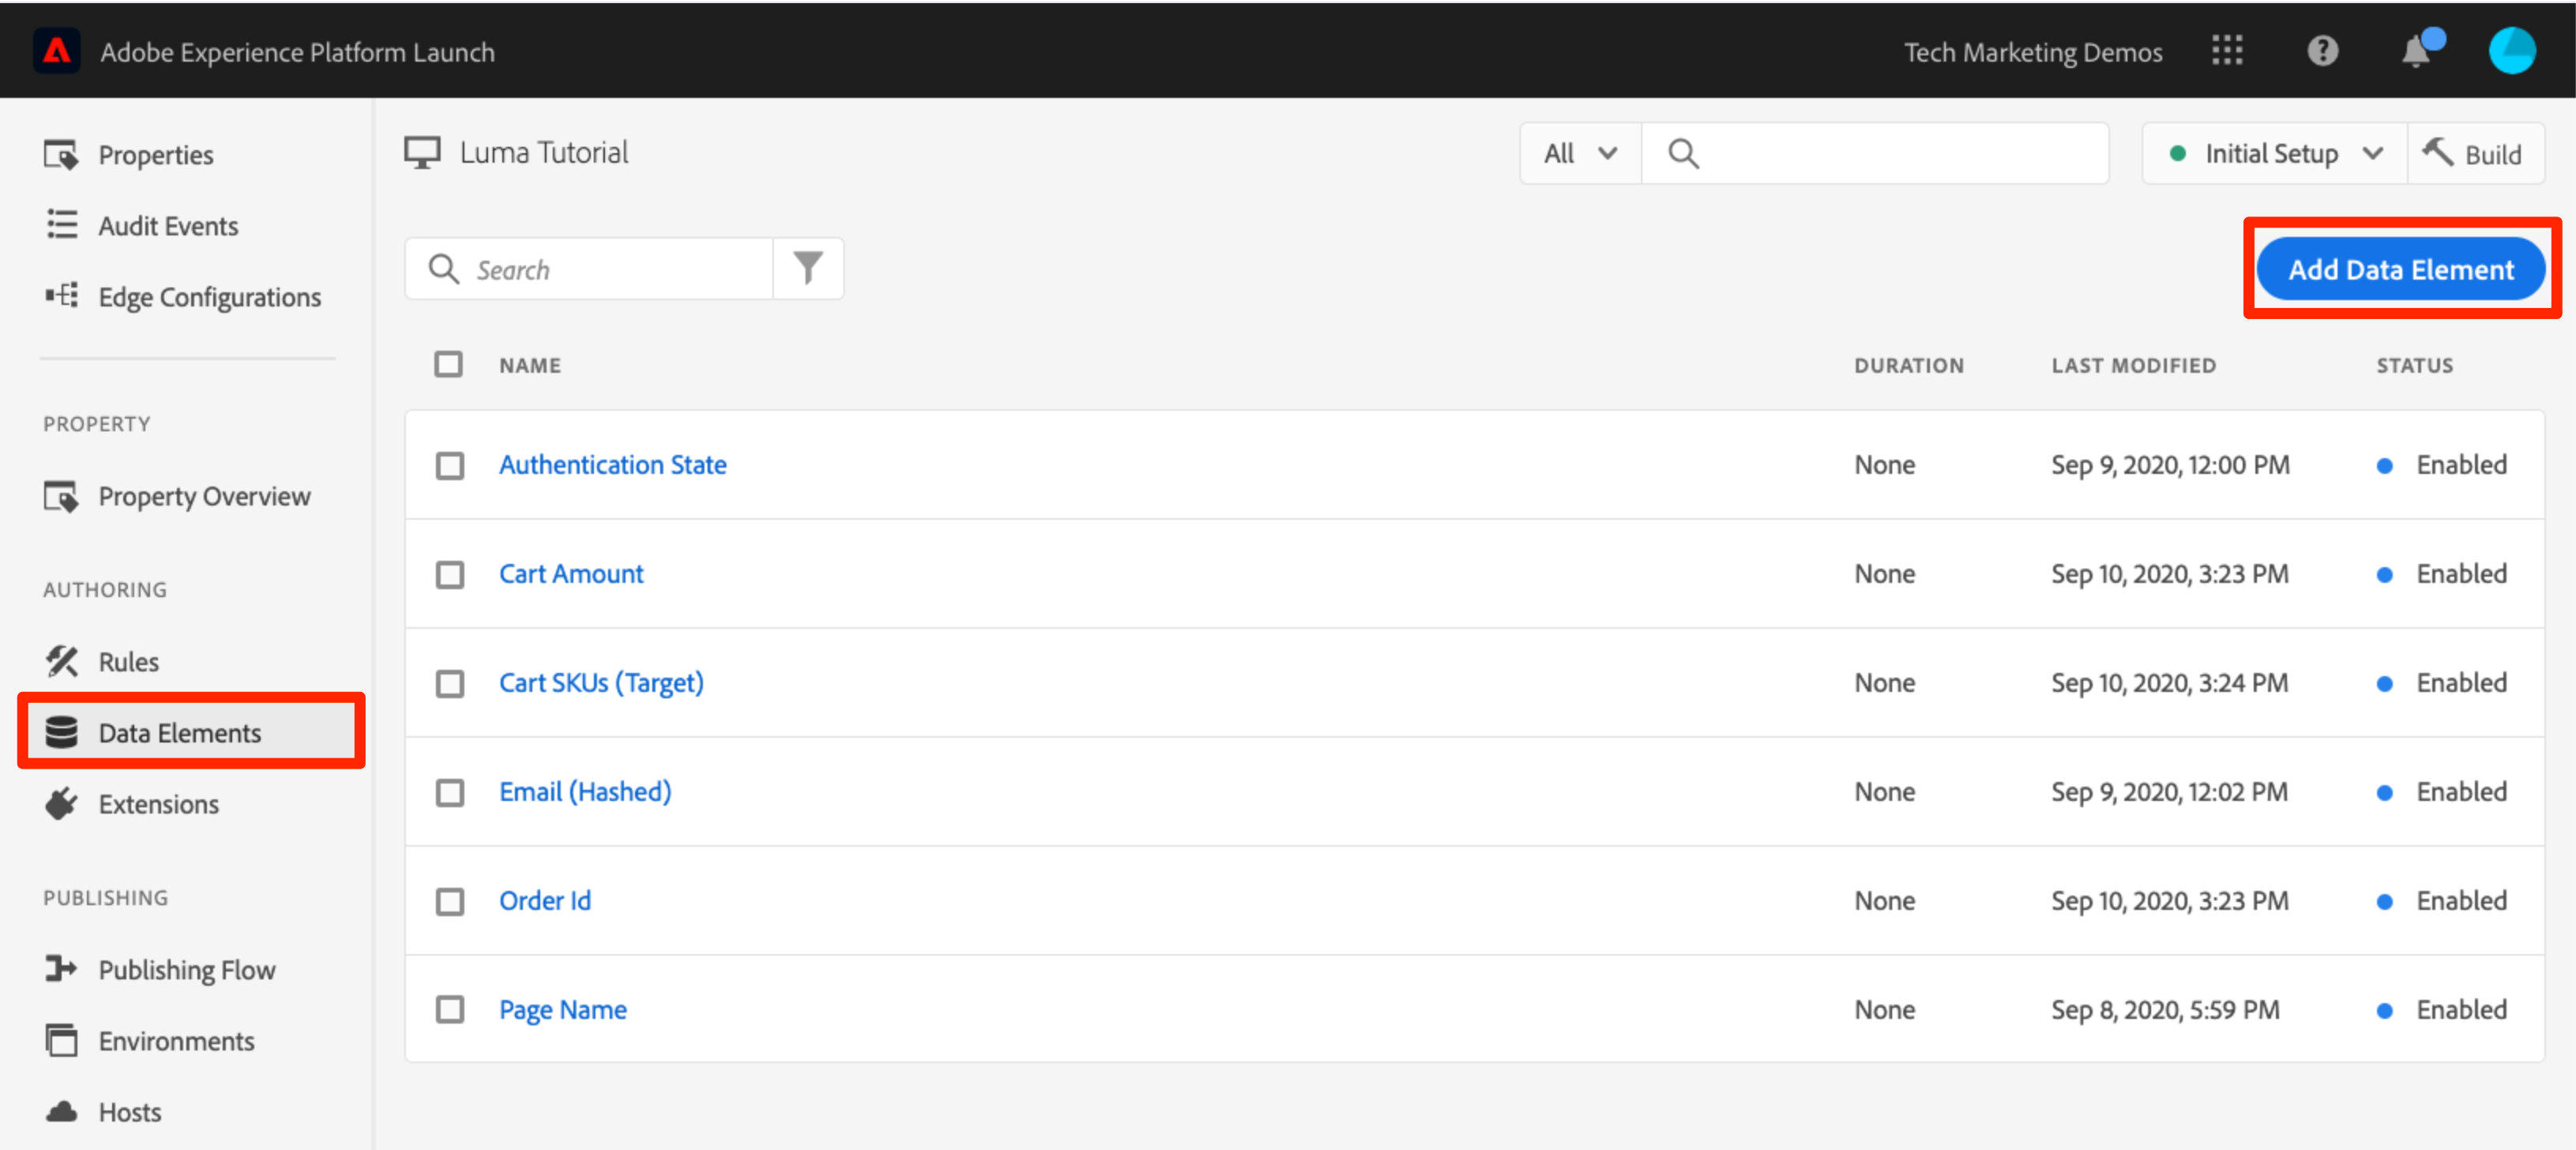 Adobe Experience Platform Launch
Tech Marketing Demos
Properties
Audit Events
Edge Configurations
PROPERTY
Property Overview
AUTHORING
Rules
Data Elements
Extensions
PUBLISHING
Publishing Flow
Environments
Hosts
Luma Tutorial
All
Initial Setup
Build
Search
Add Data Element
NAME DURATION LAST MODIFIED STATUS
Authentication State None Sep 9, 2020, 12:00 PM Enabled
Cart Amount None Sep 10, 2020, 3:23 PM Enabled
Cart SKUs (Target) None Sep 10, 2020, 3:24 PM Enabled
Email (Hashed) None Sep 9, 2020, 12:02 PM Enabled
Order Id None Sep 10, 2020, 3:23 PM Enabled
Page Name None Sep 8, 2020, 5:59 PM Enabled